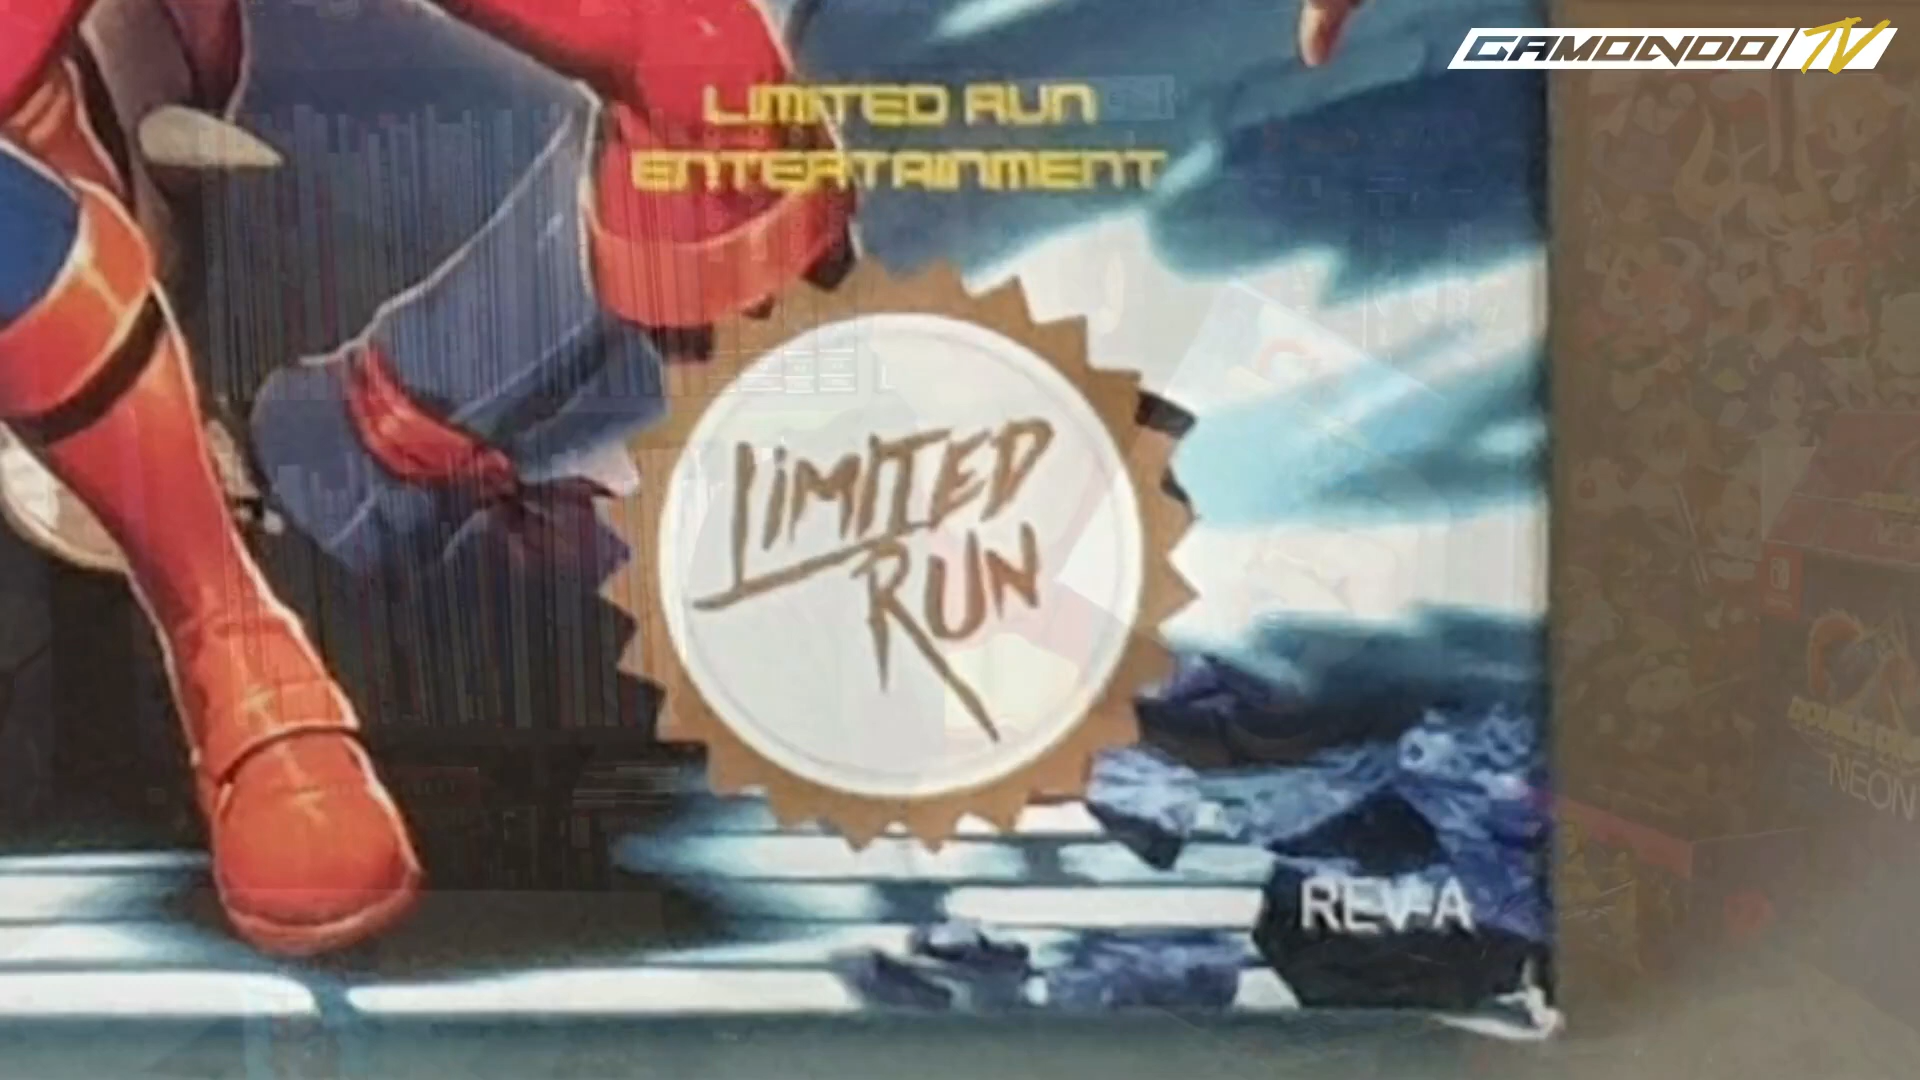 GAMONDO TV
LIMITED RUN
ENTERTAINMENT
LIMITED
RUN
REV-A
NEON